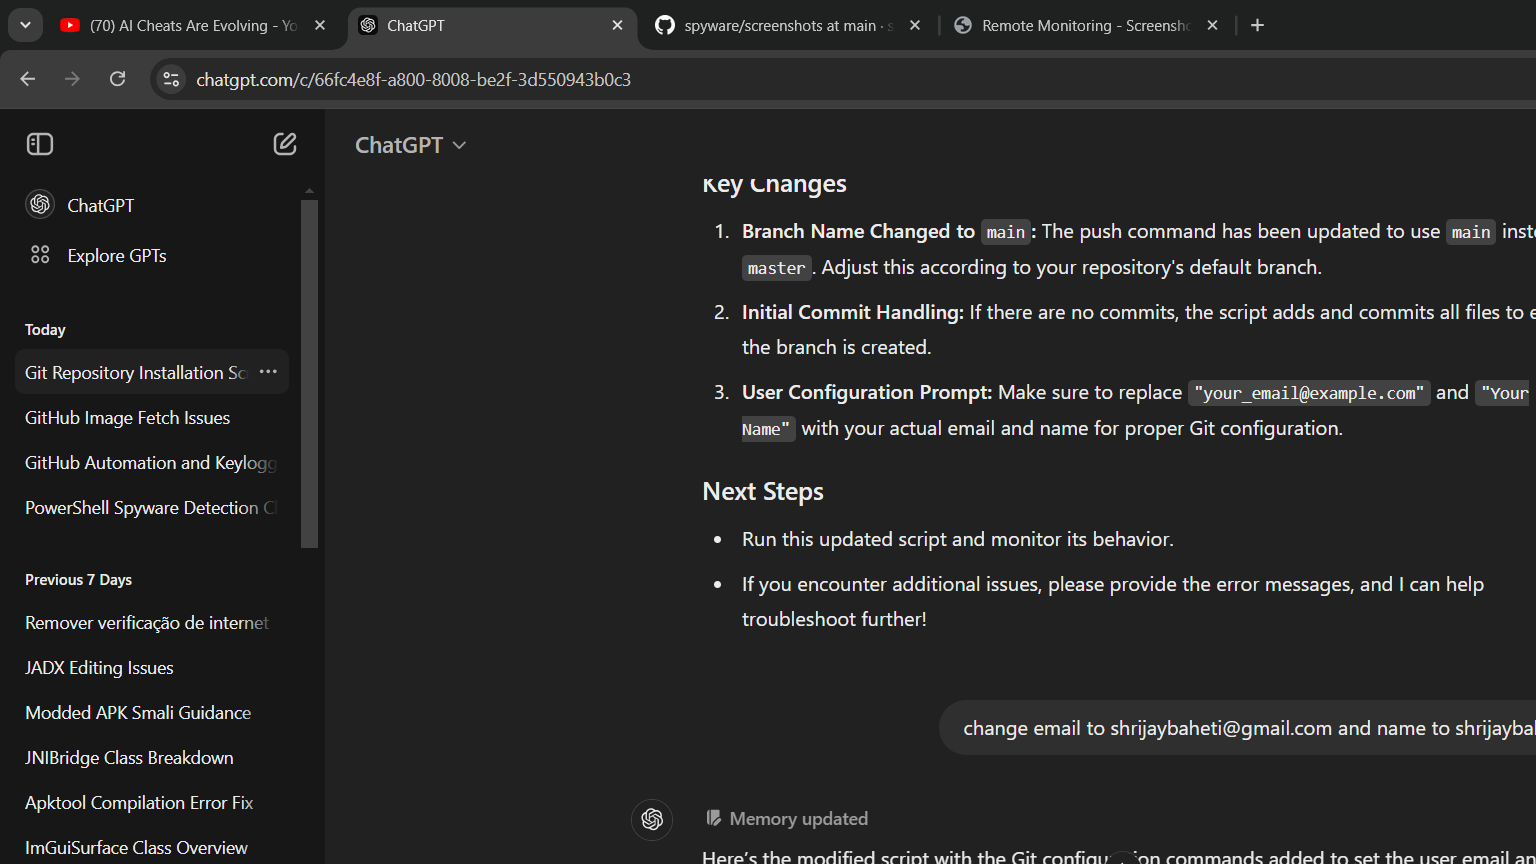 (70) AI Cheats Are Evolving - Yo
ChatGPT
spyware/screenshots at main · s
Remote Monitoring - Screensho
chatgpt.com/c/66fc4e8f-a800-8008-be2f-3d550943b0c3
ChatGPT
Explore GPTs
Today
Git Repository Installation Sc
GitHub Image Fetch Issues
GitHub Automation and Keylogg
PowerShell Spyware Detection C
Previous 7 Days
Remover verificação de internet
JADX Editing Issues
Modded APK Smali Guidance
JNIBridge Class Breakdown
Apktool Compilation Error Fix
ImGuiSurface Class Overview
ChatGPT
Key Changes
1. Branch Name Changed to main: The push command has been updated to use main inste
master. Adjust this according to your repository's default branch.
2. Initial Commit Handling: If there are no commits, the script adds and commits all files to e
the branch is created.
3. User Configuration Prompt: Make sure to replace "your_email@example.com" and "Your
Name" with your actual email and name for proper Git configuration.
Next Steps
• Run this updated script and monitor its behavior.
• If you encounter additional issues, please provide the error messages, and I can help
troubleshoot further!
change email to shrijaybaheti@gmail.com and name to shrijaybah
Memory updated
Here's the modified script with the Git configuration commands added to set the user email an